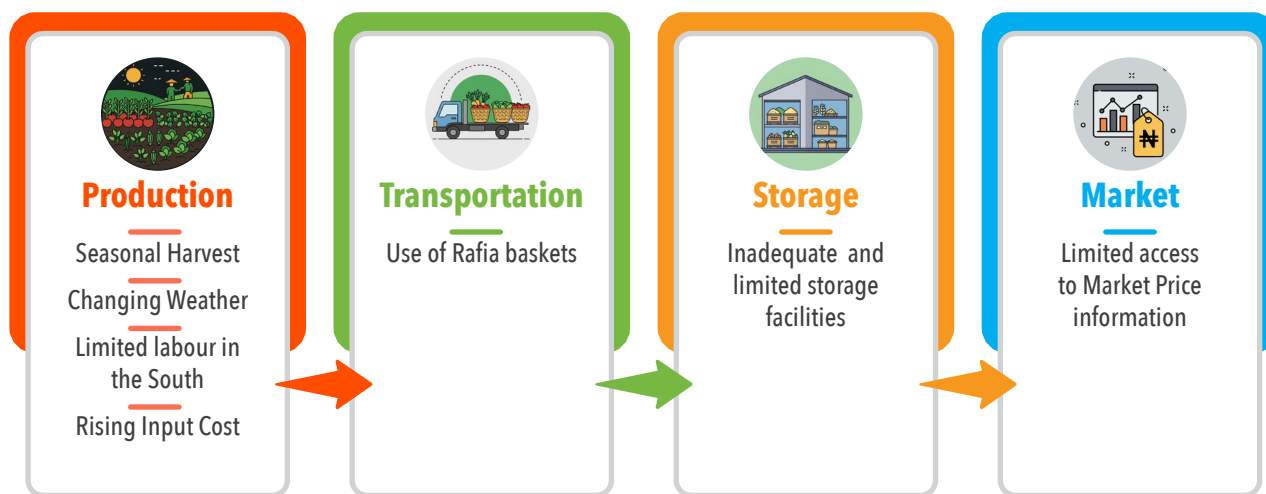 Production
Seasonal Harvest
Changing Weather
Limited labour in
the South
Rising Input Cost
Transportation
Use of Rafia baskets
Storage
Inadequate and
limited storage
facilities
₦
Market
Limited access
to Market Price
information